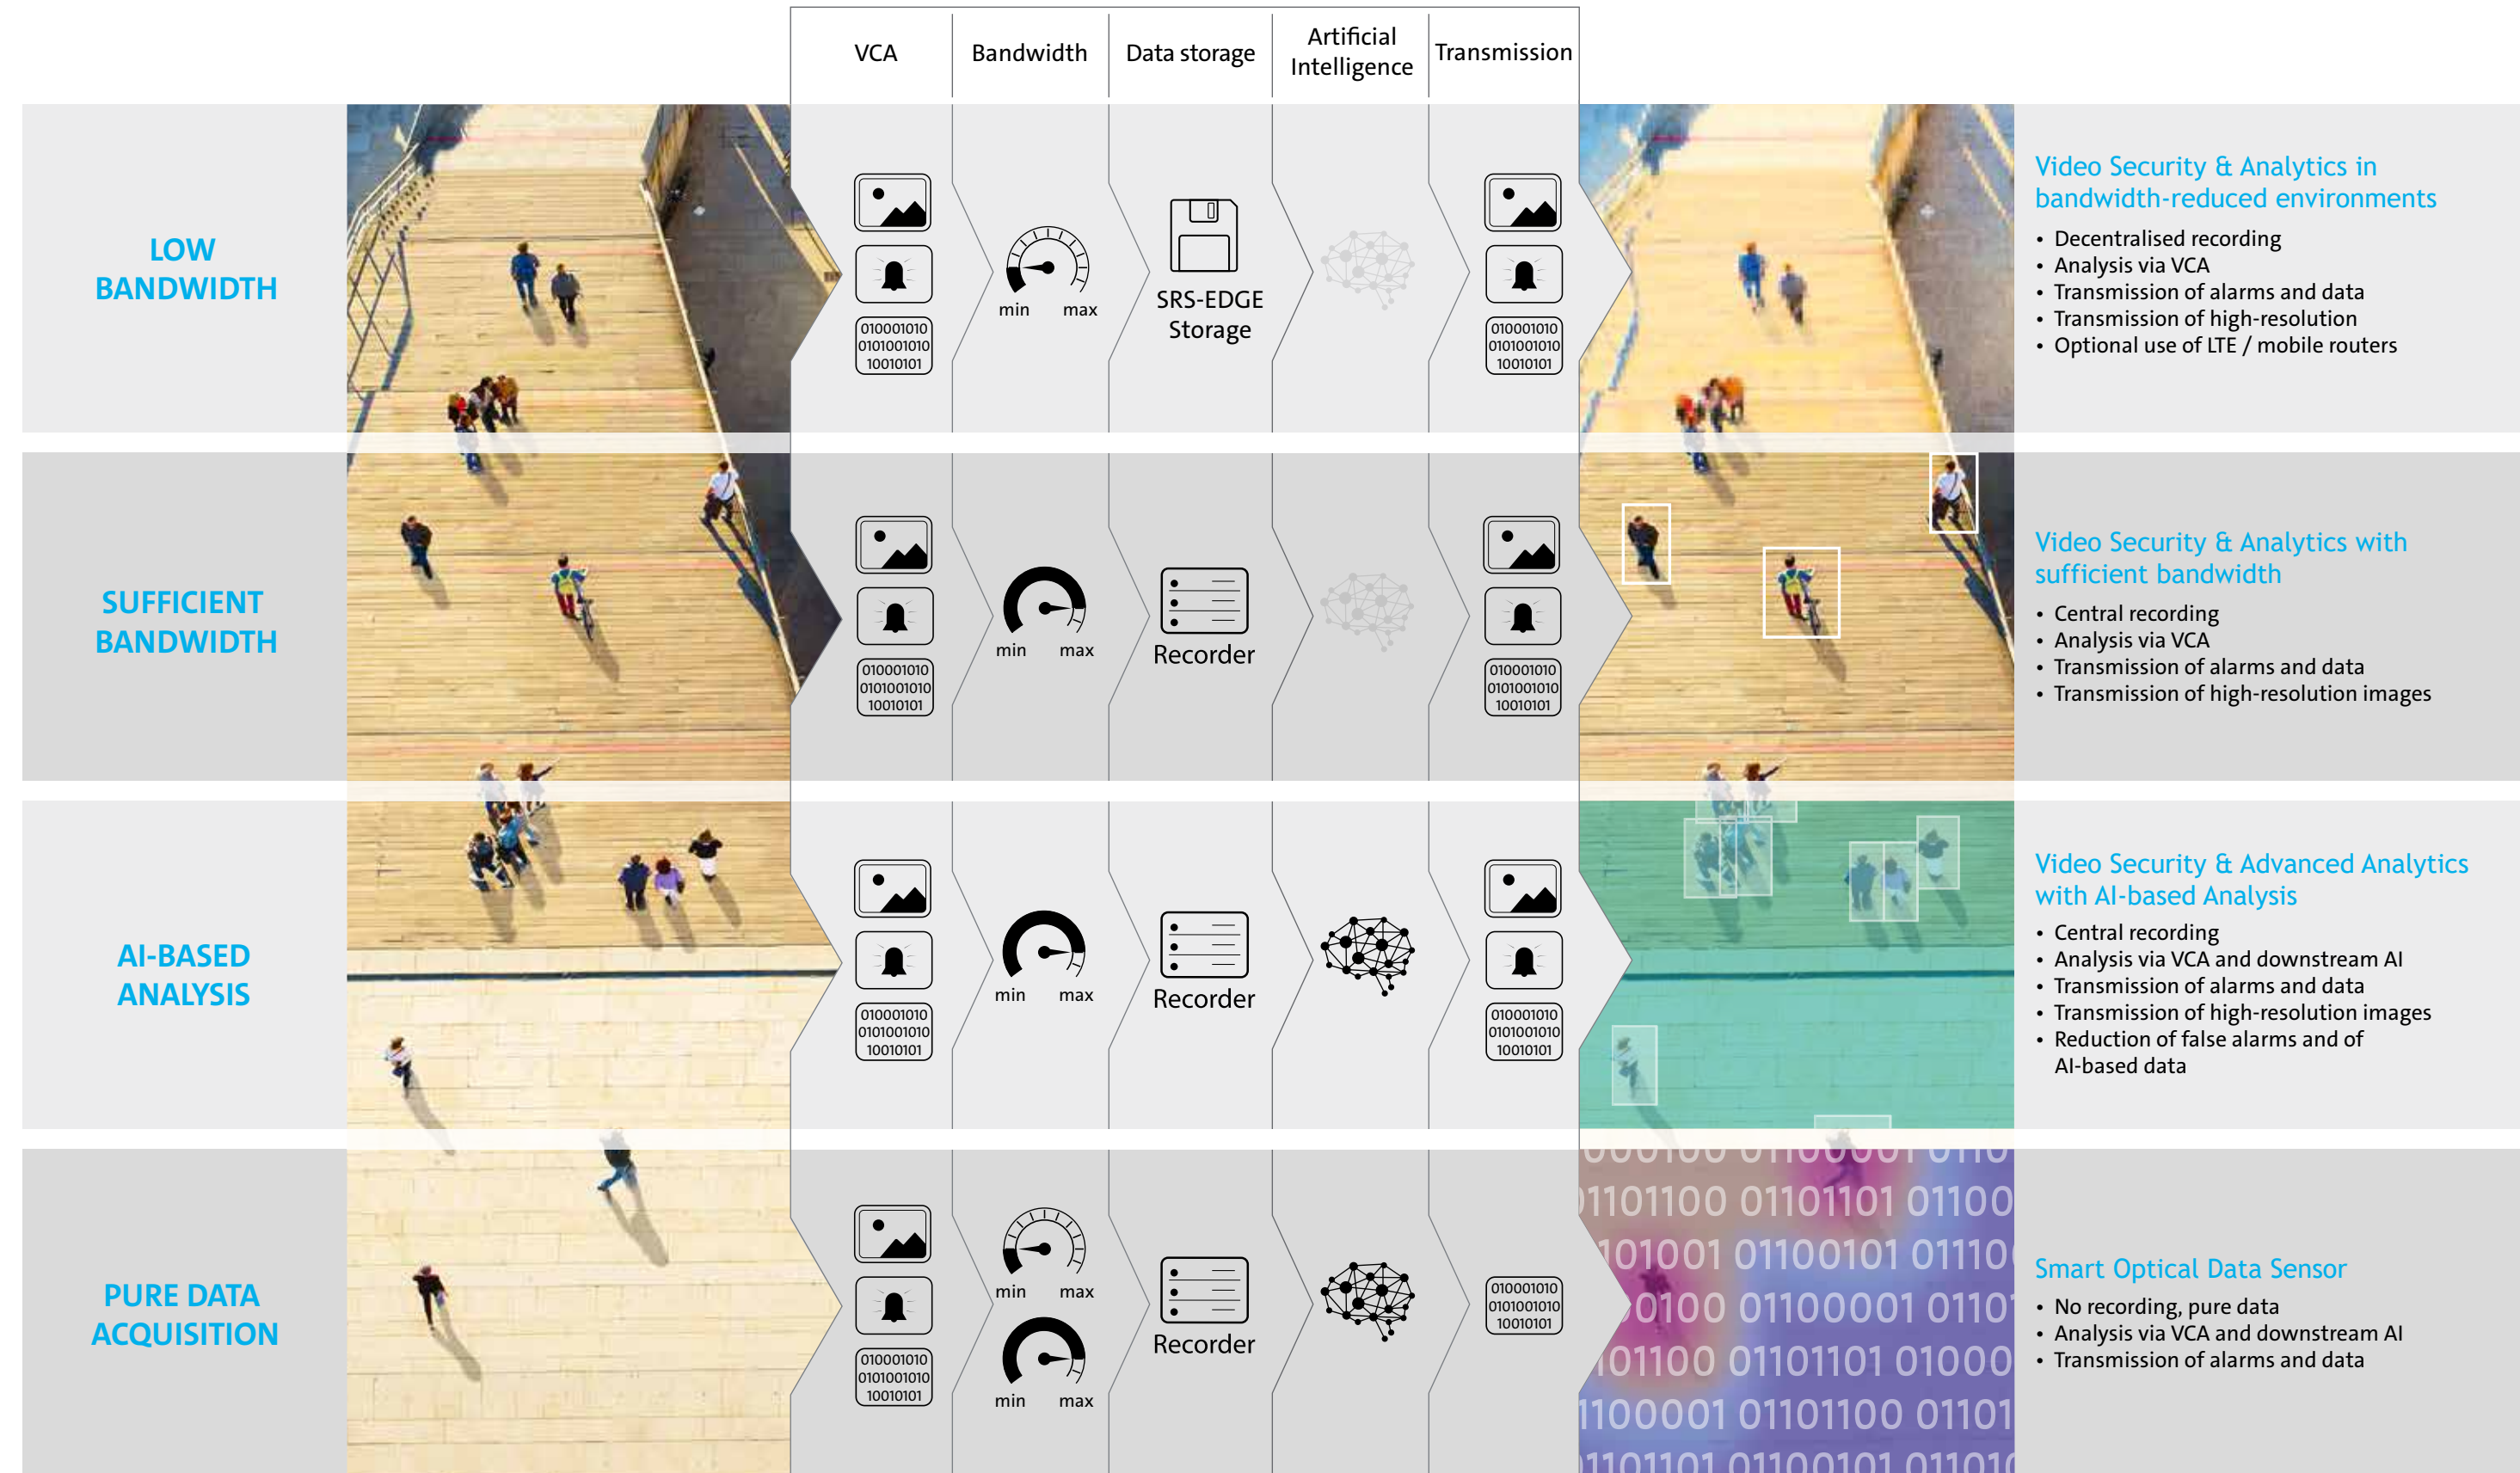 VCA
Bandwidth
Data storage
Artificial
Intelligence
Transmission
LOW
BANDWIDTH
010001010
0101001010
10010101
min max
SRS-EDGE
Storage
010001010
0101001010
10010101
Video Security & Analytics in
bandwidth-reduced environments
• Decentralised recording
• Analysis via VCA
• Transmission of alarms and data
• Transmission of high-resolution
• Optional use of LTE / mobile routers
SUFFICIENT
BANDWIDTH
010001010
0101001010
10010101
min max
Recorder
010001010
0101001010
10010101
Video Security & Analytics with
sufficient bandwidth
• Central recording
• Analysis via VCA
• Transmission of alarms and data
• Transmission of high-resolution images
AI-BASED
ANALYSIS
010001010
0101001010
10010101
min max
Recorder
010001010
0101001010
10010101
Video Security & Advanced Analytics
with AI-based Analysis
• Central recording
• Analysis via VCA and downstream AI
• Transmission of alarms and data
• Transmission of high-resolution images
• Reduction of false alarms and of
AI-based data
PURE DATA
ACQUISITION
010001010
0101001010
10010101
min max
min max
Recorder
010001010
0101001010
10010101
01101101 01100
01100101
01100001
01101101 01000
01101100 01101
01100101
Smart Optical Data Sensor
• No recording, pure data
• Analysis via VCA and downstream AI
• Transmission of alarms and data